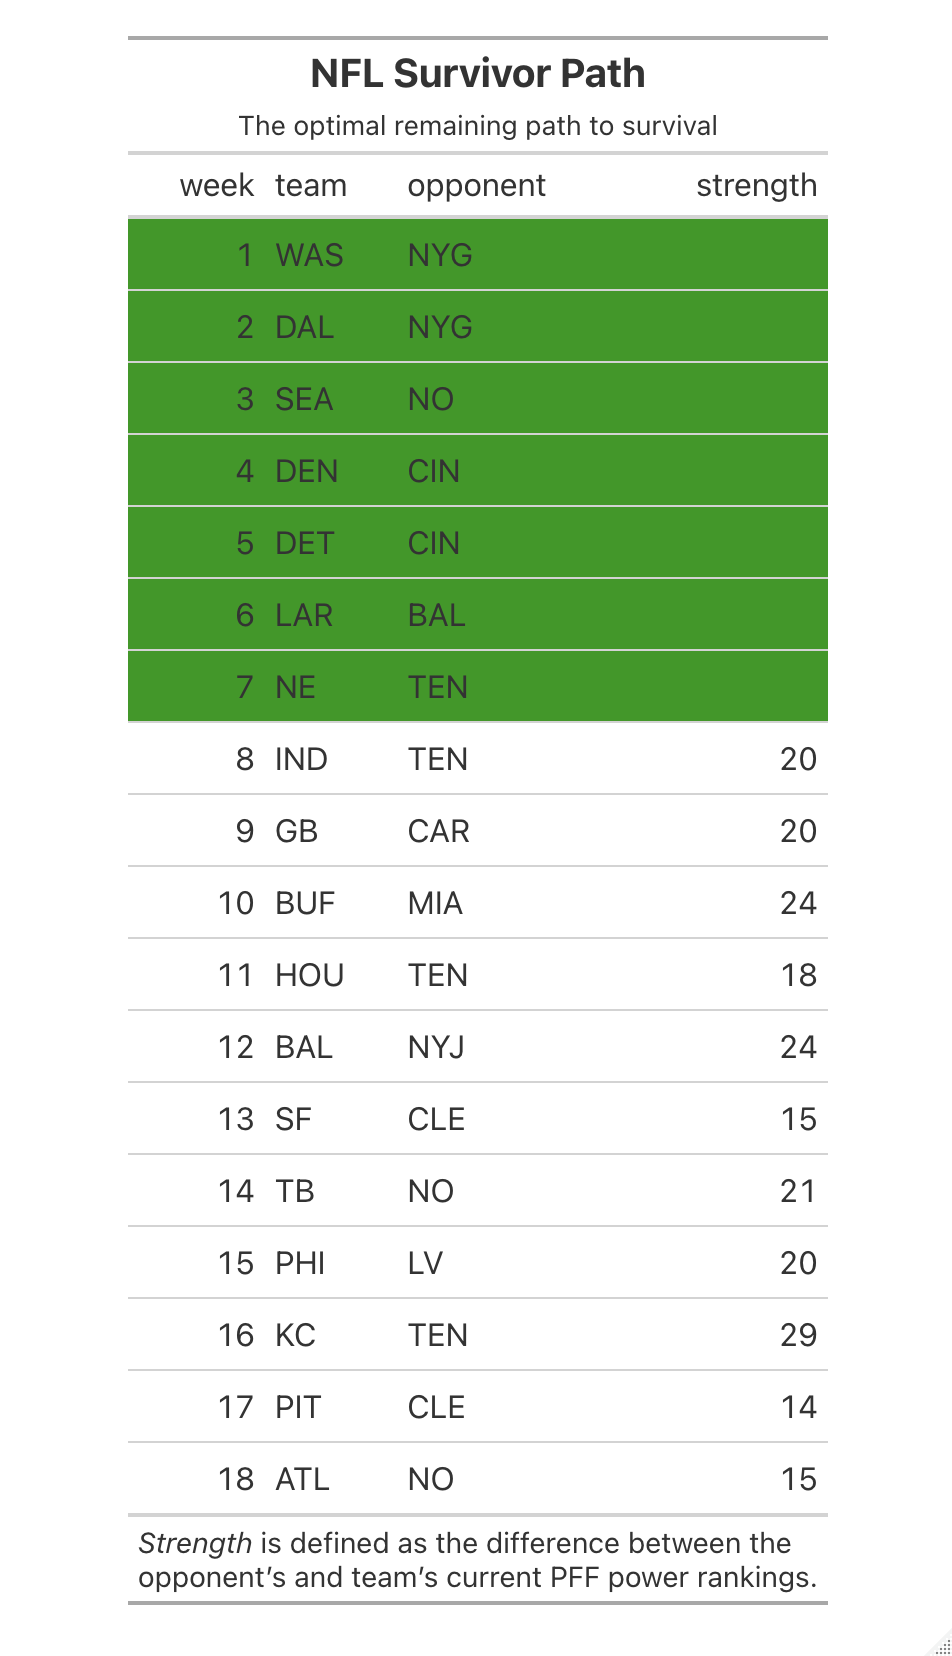 NFL Survivor Path
The optimal remaining path to survival
week team opponent strength
1 WAS NYG
2 DAL NYG
3 SEA NO
4 DEN CIN
5 DET CIN
6 LAR BAL
7 NE TEN
8 IND TEN 20
9 GB CAR 20
10 BUF MIA 24
11 HOU TEN 18
12 BAL NYJ 24
13 SF CLE 15
14 TB NO 21
15 PHI LV 20
16 KC TEN 29
17 PIT CLE 14
18 ATL NO 15
Strength is defined as the difference between the
opponent’s and team’s current PFF power rankings.